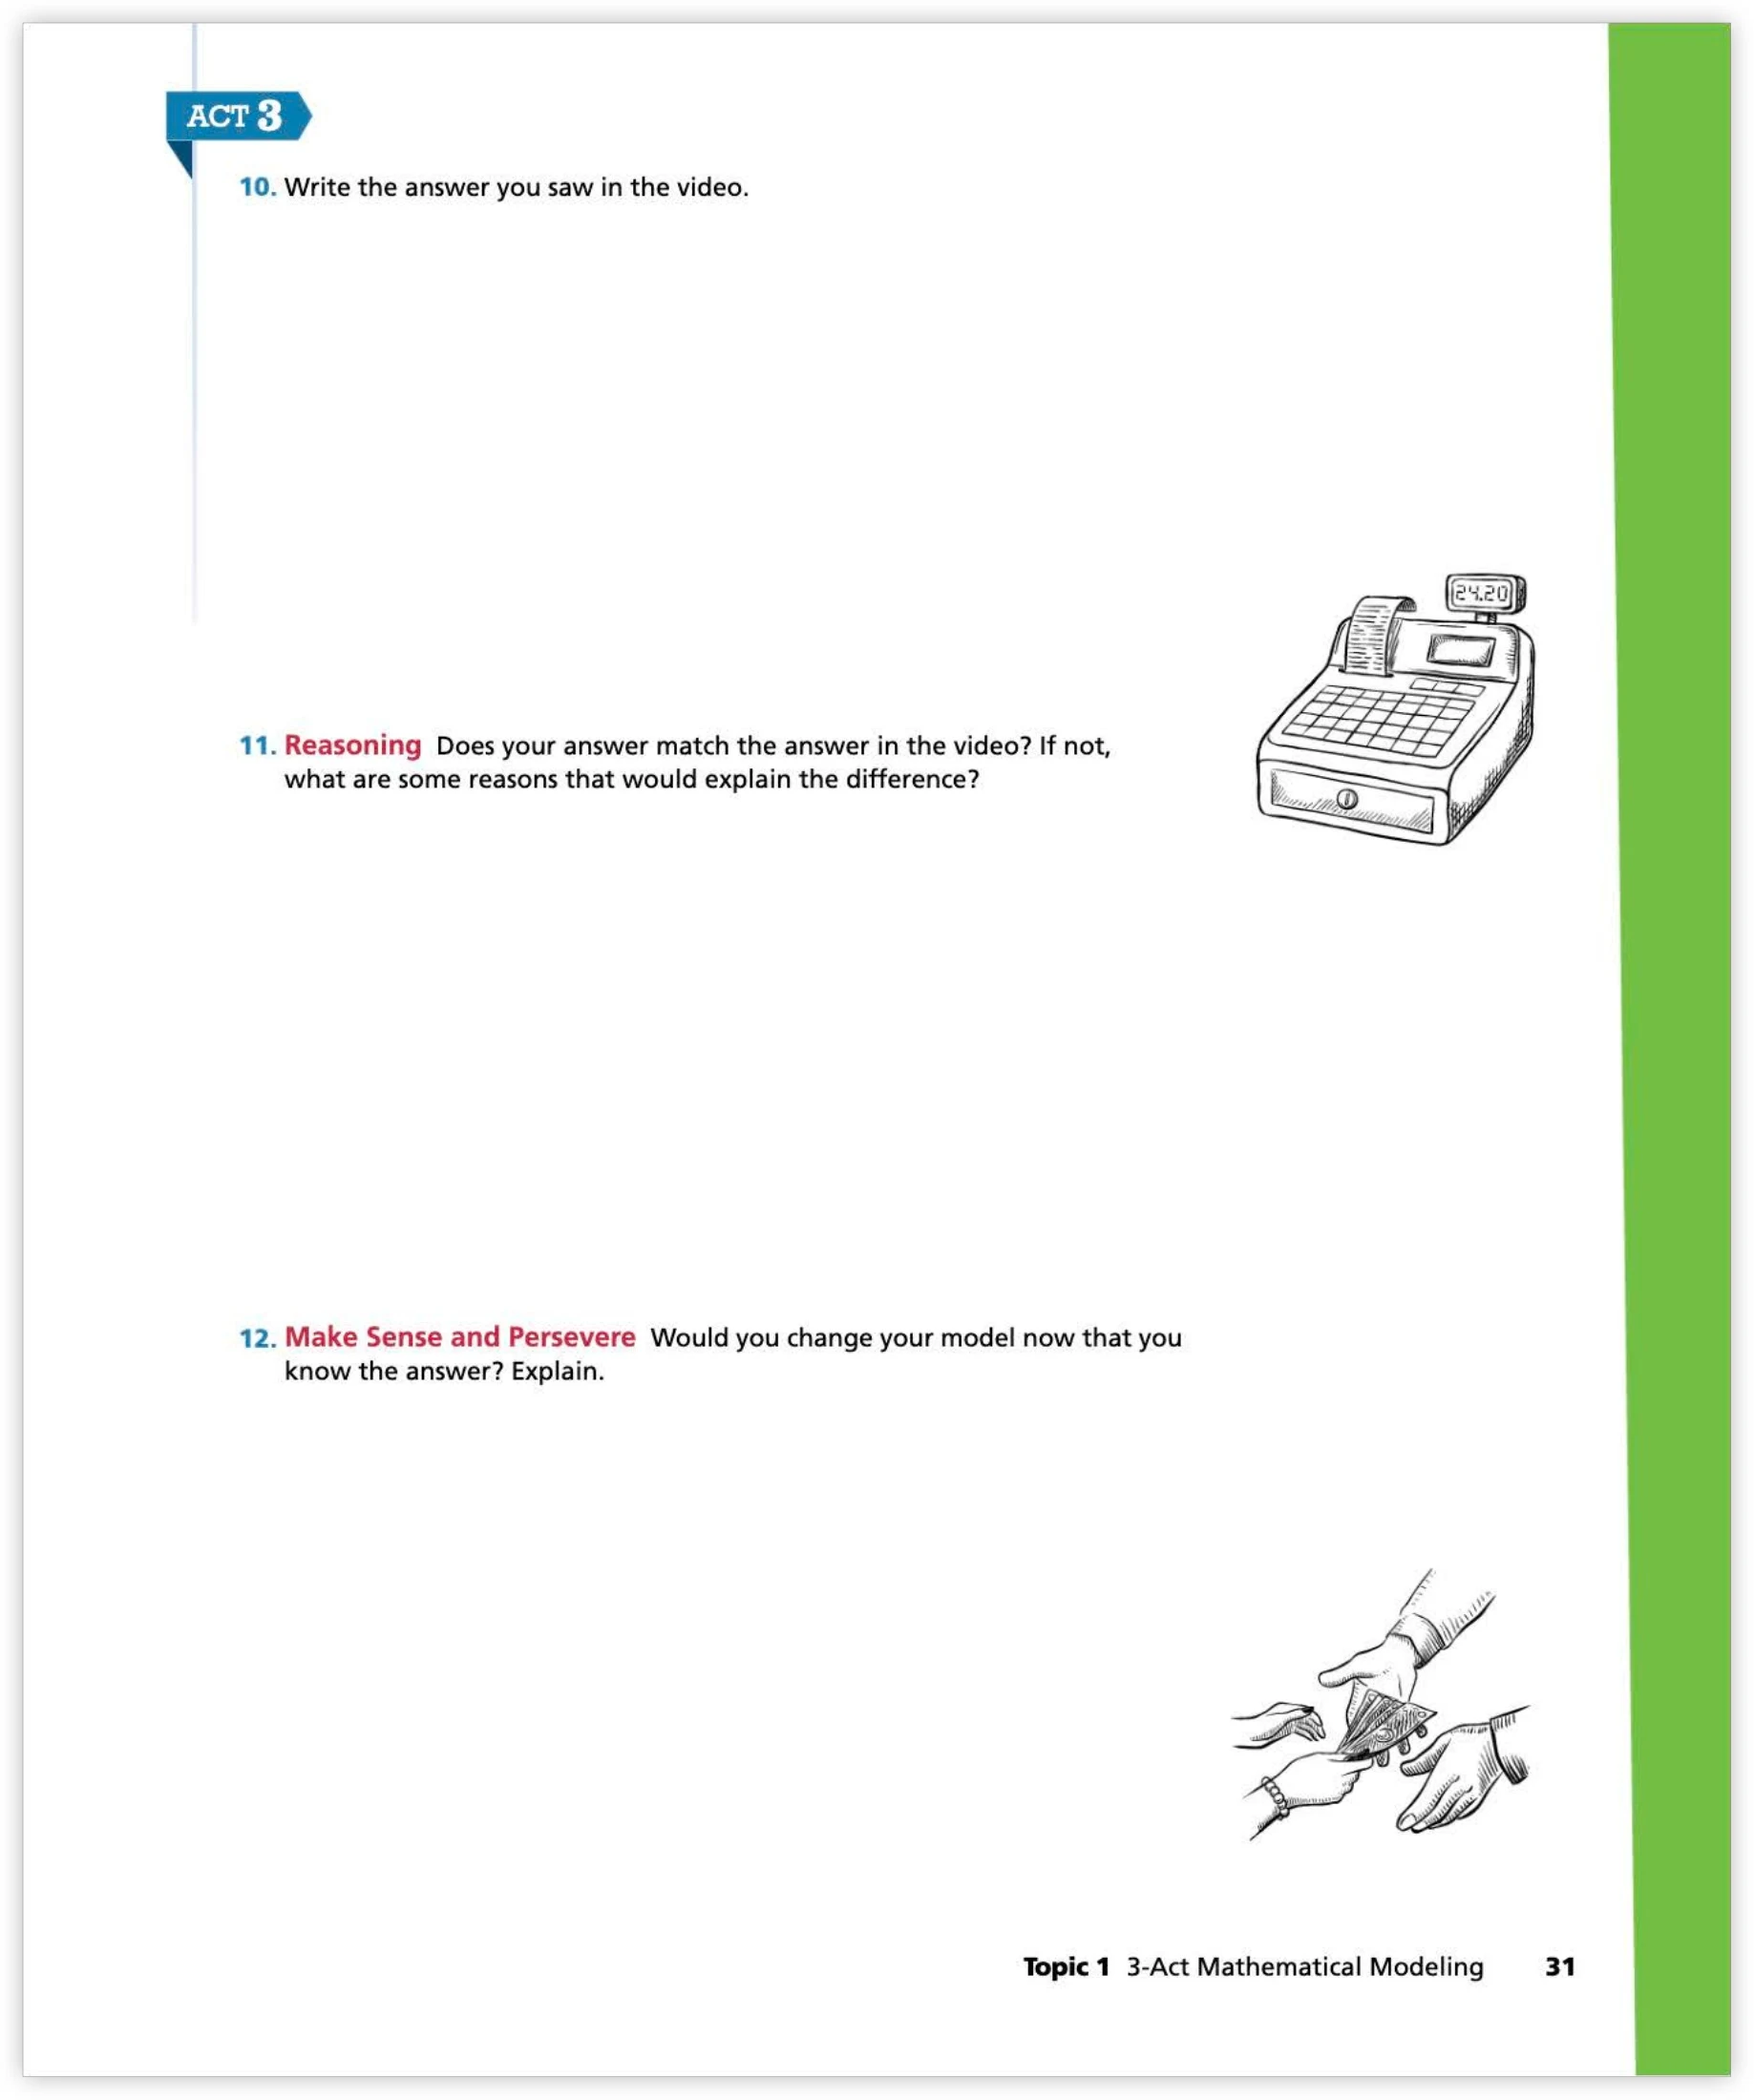 ACT 3
10. Write the answer you saw in the video.
24.20
11. Reasoning Does your answer match the answer in the video? If not,
what are some reasons that would explain the difference?
12. Make Sense and Persevere Would you change your model now that you
know the answer? Explain.
Topic 1 3-Act Mathematical Modeling 31